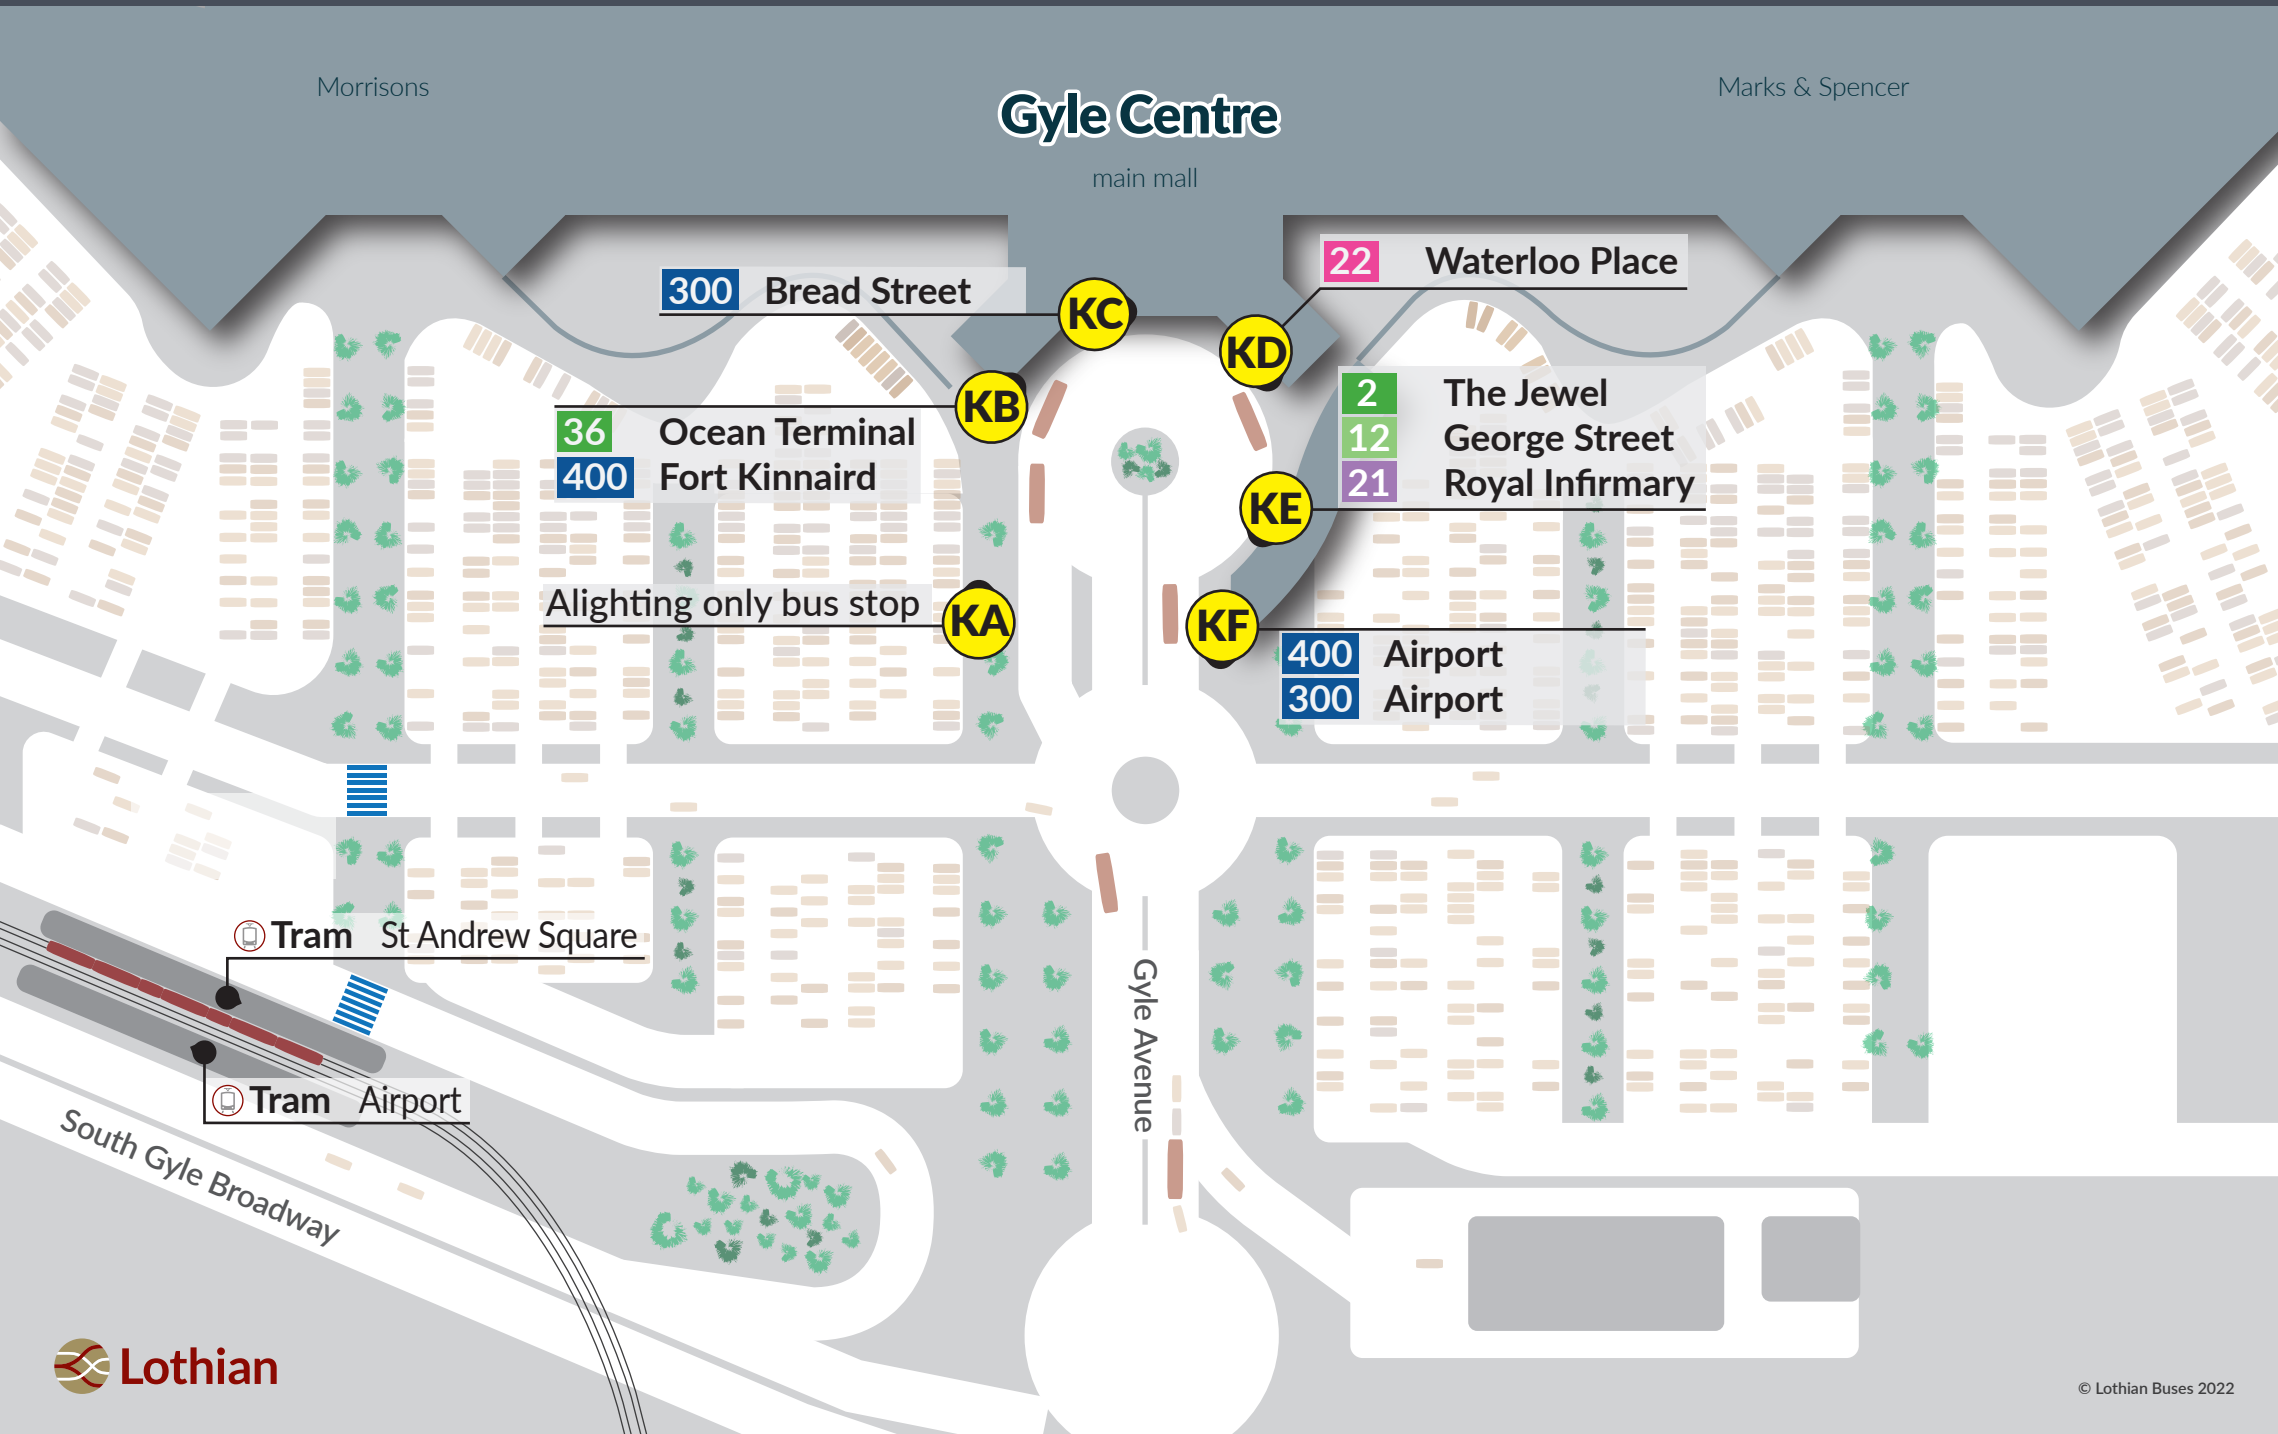 Morrisons
Marks & Spencer
Gyle Centre
main mall
22 Waterloo Place
300 Bread Street
KC
KD
KB
36 Ocean Terminal
400 Fort Kinnaird
2 The Jewel
12 George Street
21 Royal Infirmary
KE
Alighting only bus stop
KA
KF
400 Airport
300 Airport
Tram St Andrew Square
Gyle Avenue
Tram Airport
South Gyle Broadway
Lothian
© Lothian Buses 2022